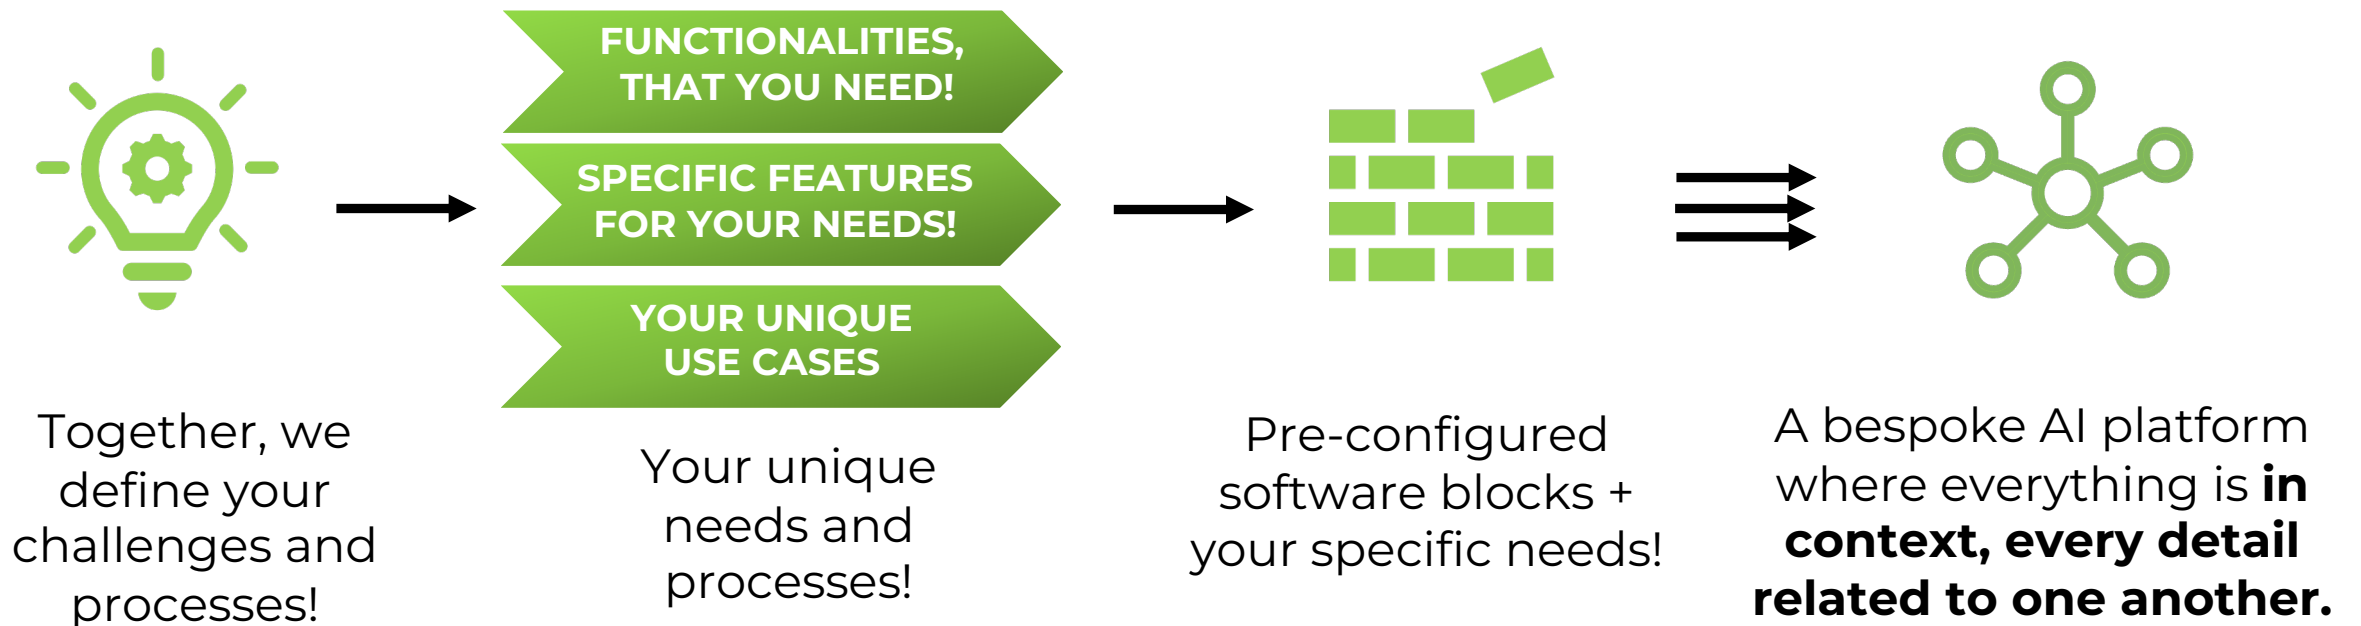 FUNCTIONALITIES,
THAT YOU NEED!
SPECIFIC FEATURES
FOR YOUR NEEDS!
YOUR UNIQUE
USE CASES
Together, we
define your
challenges and
processes!
Your unique
needs and
processes!
Pre-configured
software blocks +
your specific needs!
A bespoke AI platform
where everything is in
context, every detail
related to one another.